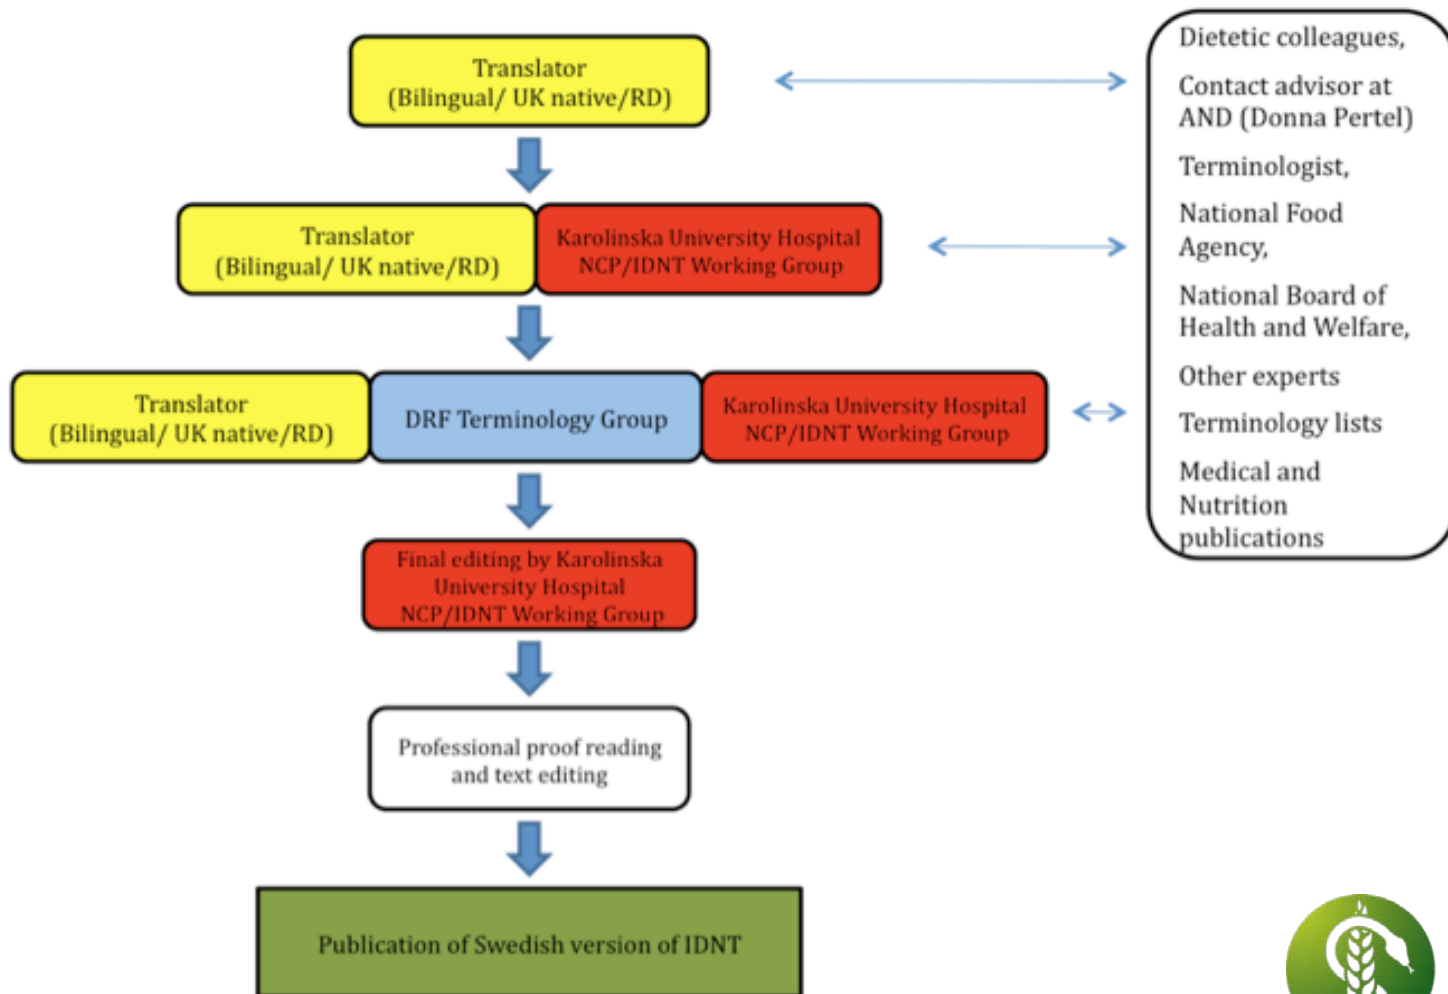 Translator
(Bilingual/ UK native/RD)
Translator
(Bilingual/ UK native/RD)
Karolinska University Hospital
NCP/IDNT Working Group
Translator
(Bilingual/ UK native/RD)
DRF Terminology Group
Karolinska University Hospital
NCP/IDNT Working Group
Final editing by Karolinska
University Hospital
NCP/IDNT Working Group
Professional proof reading
and text editing
Publication of Swedish version of IDNT
Dietetic colleagues,
Contact advisor at
AND (Donna Pertel)
Terminologist,
National Food
Agency,
National Board of
Health and Welfare,
Other experts
Terminology lists
Medical and
Nutrition
publications